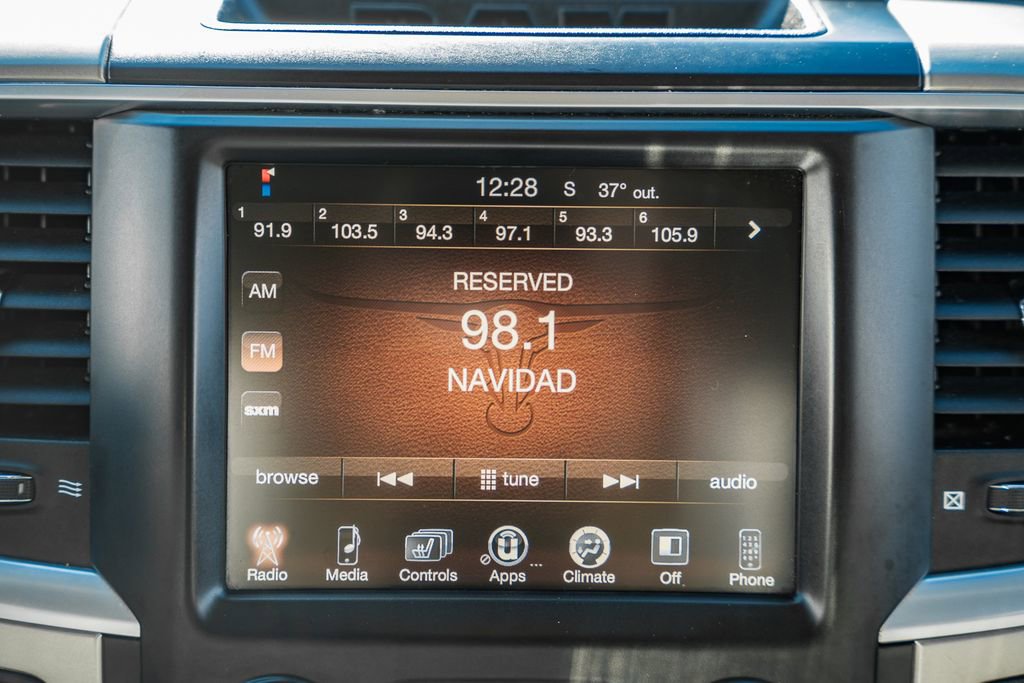 RAM
12:28 S 37° out.
1 2 3 4 5 6
91.9 103.5 94.3 97.1 93.3 105.9
AM
FM
sxm
RESERVED
98.1
NAVIDAD
browse tune audio
Radio Media Controls Apps ... Climate Off Phone